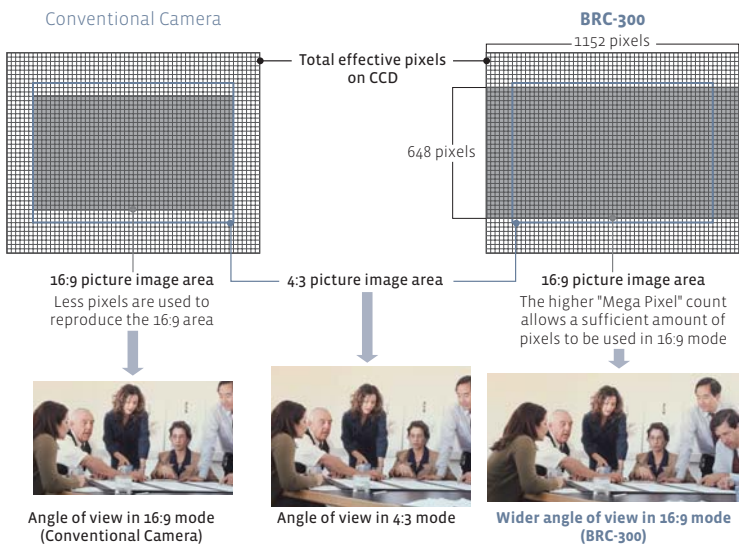 Conventional Camera
BRC-300
1152 pixels
Total effective pixels
on CCD
648 pixels
16:9 picture image area
Less pixels are used to
reproduce the 16:9 area
4:3 picture image area
16:9 picture image area
The higher "Mega Pixel" count
allows a sufficient amount of
pixels to be used in 16:9 mode
Angle of view in 16:9 mode
(Conventional Camera)
Angle of view in 4:3 mode
Wider angle of view in 16:9 mode
(BRC-300)